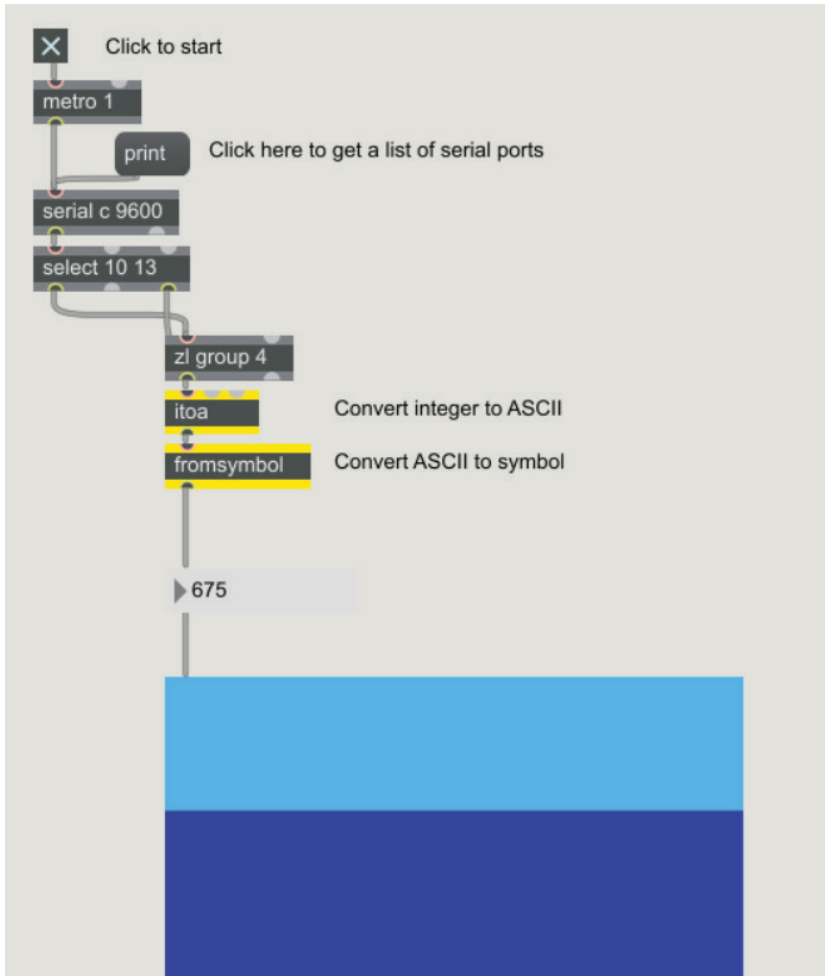 Click to start
metro 1
print
Click here to get a list of serial ports
serial c 9600
select 10 13
zl group 4
itoa
Convert integer to ASCII
fromsymbol
Convert ASCII to symbol
675